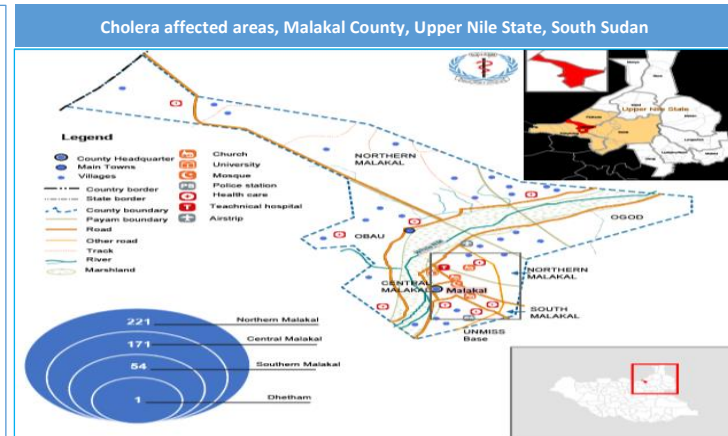 Cholera affected areas, Malakal County, Upper Nile State, South Sudan
Upper Nile State
Legend
County Headquarter
Main Towns
Villages
Country border
State border
County boundary
Payam boundary
Road
Other road
Track
River
Marshland
Church
University
Mosque
PS Police station
Health care
T Teachnical hospital
Airstrip
NORTHERN
MALAKAL
OGOD
OBAU
CENTRAL
MALAKAL
Malakal
NORTHERN
MALAKAL
SOUTH
MALAKAL
UNMISS
Base
221 Northern Malakal
171 Central Malakal
54 Southern Malakal
1 Dhetham